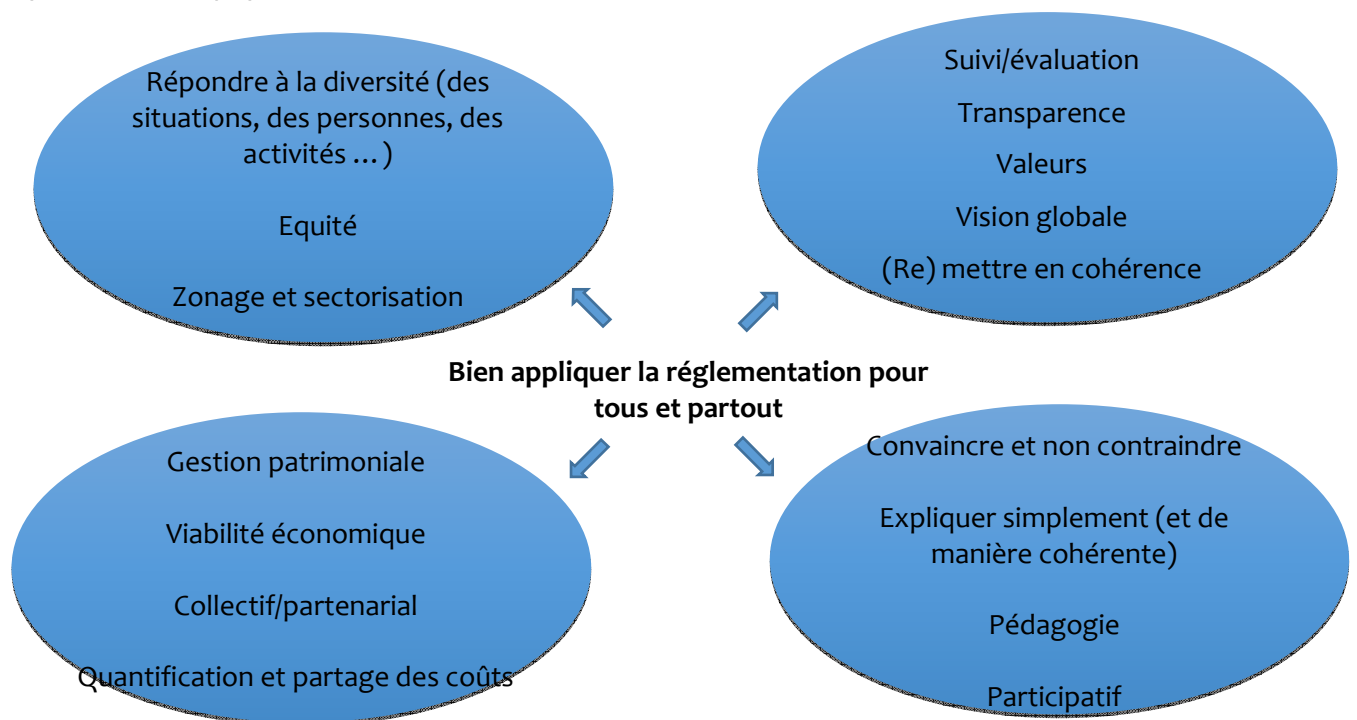 Répondre à la diversité (des
situations, des personnes, des
activités ...)
Equité
Zonage et sectorisation
Suivi/évaluation
Transparence
Valeurs
Vision globale
(Re) mettre en cohérence
Bien appliquer la réglementation pour
tous et partout
Gestion patrimoniale
Viabilité économique
Collectif/partenarial
Quantification et partage des coûts
Convaincre et non contraindre
Expliquer simplement (et de
manière cohérente)
Pédagogie
Participatif